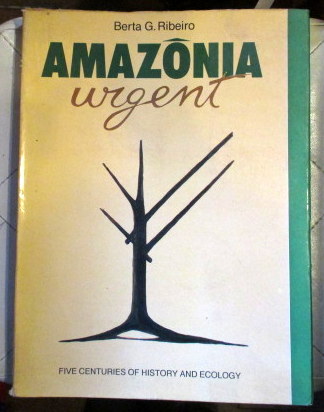 Berta G. Ribeiro
AMAZÔNIA
urgent
FIVE CENTURIES OF HISTORY AND ECOLOGY